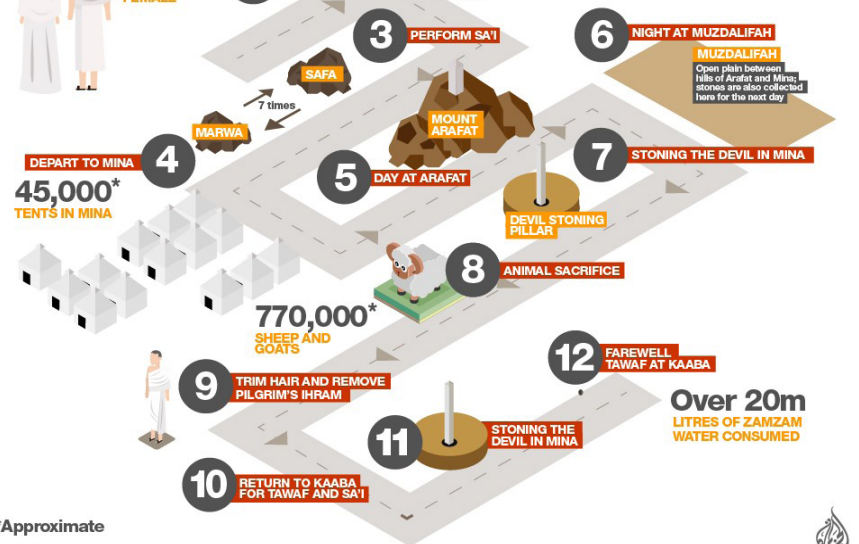 FEMALE
3
PERFORM SA'I
SAFA
7 times
MARWA
4
DEPART TO MINA
45,000*
TENTS IN MINA
MOUNT
ARAFAT
5
DAY AT ARAFAT
6
NIGHT AT MUZDALIFAH
MUZDALIFAH
Open plain between
hills of Arafat and Mina;
stones are also collected
here for the next day
7
STONING THE DEVIL IN MINA
DEVIL STONING
PILLAR
8
ANIMAL SACRIFICE
770,000*
SHEEP AND
GOATS
9
TRIM HAIR AND REMOVE
PILGRIM'S IHRAM
10
RETURN TO KAABA
FOR TAWAF AND SA'I
11
STONING THE
DEVIL IN MINA
12
FAREWELL
TAWAF AT KAABA
Over 20m
LITRES OF ZAMZAM
WATER CONSUMED
*Approximate